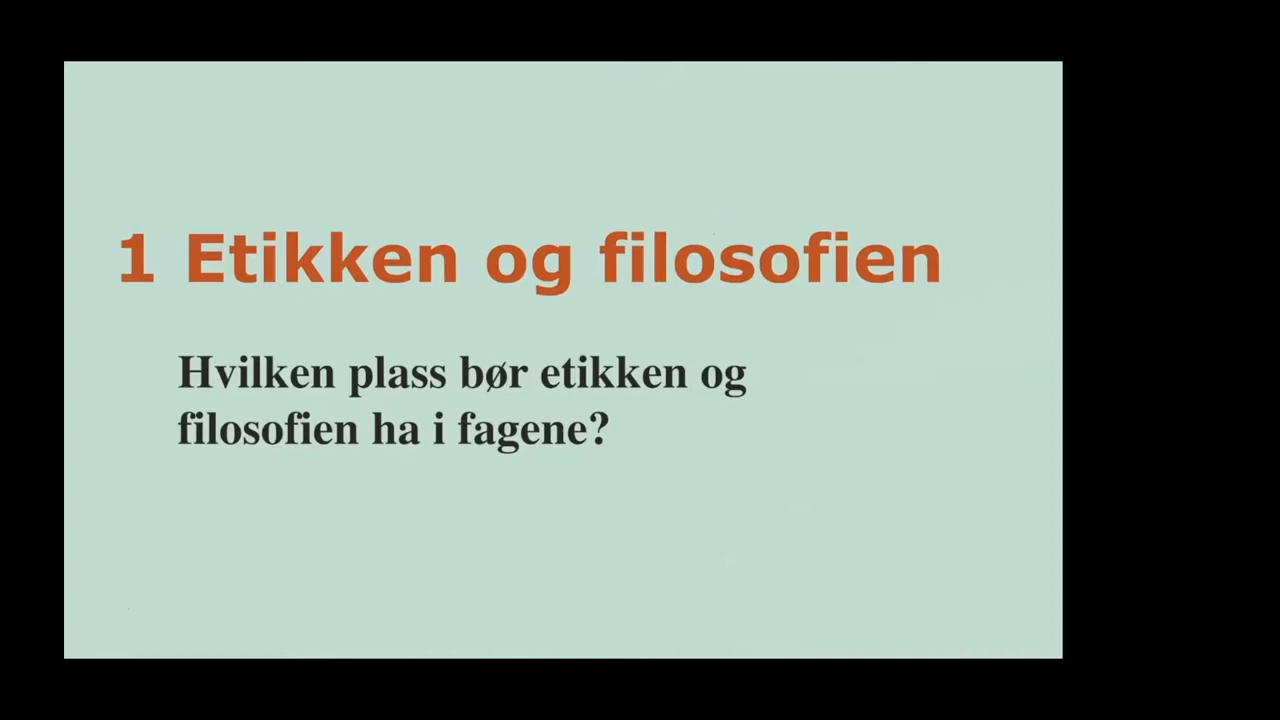 1 Etikken og filosofien
Hvilken plass bør etikken og
filosofien ha i fagene?